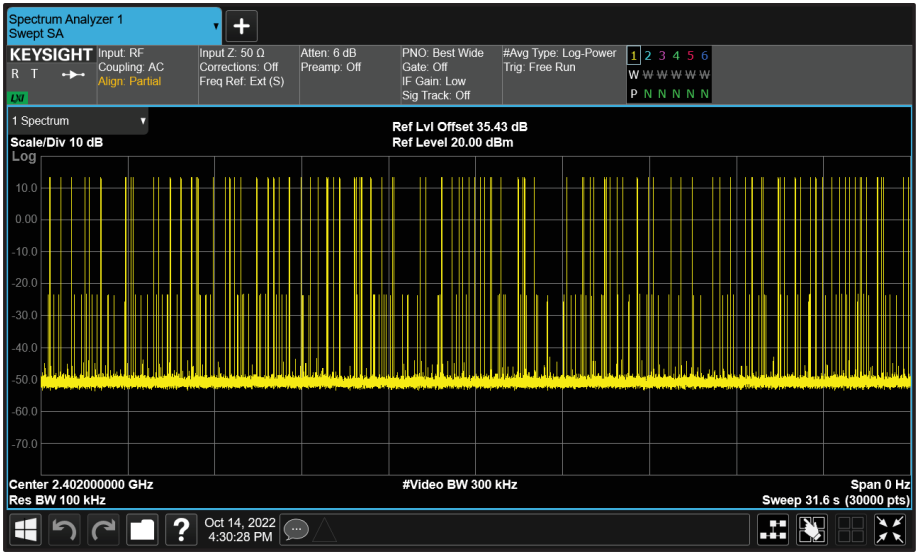 Spectrum Analyzer 1
Swept SA
+
KEYSIGHT Input: RF Input Z: 50 Ω Atten: 6 dB PNO: Best Wide #Avg Type: Log-Power 1 2 3 4 5 6
R T Coupling: AC Corrections: Off Preamp: Off Gate: Off Trig: Free Run
Align: Partial Freq Ref: Ext (S) IF Gain: Low W W W W W W
LXI Sig Track: Off P N N N N N
1 Spectrum
Ref Lvl Offset 35.43 dB
Scale/Div 10 dB Ref Level 20.00 dBm
Log
10.0
0.00
-10.0
-20.0
-30.0
-40.0
-50.0
-60.0
-70.0
Center 2.402000000 GHz #Video BW 300 kHz Span 0 Hz
Res BW 100 kHz Sweep 31.6 s (30000 pts)
? Oct 14, 2022
4:30:28 PM